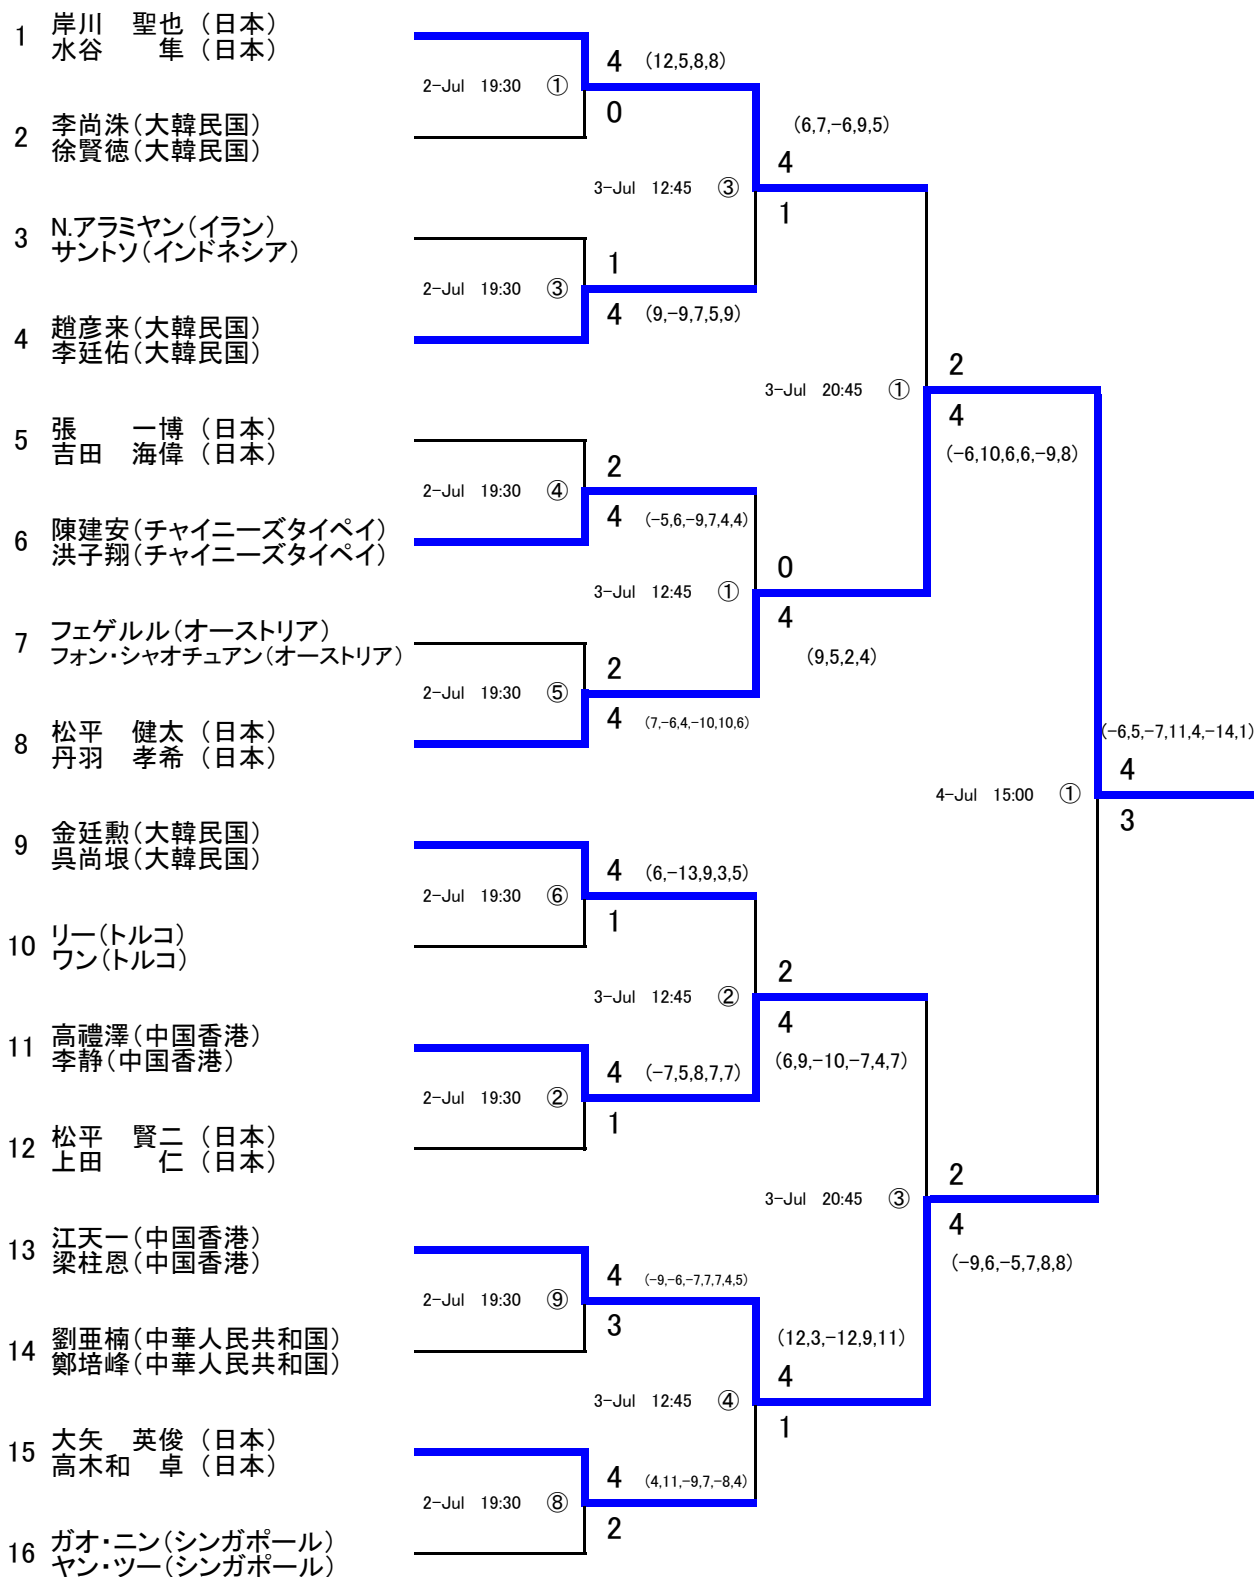 1 岸川 聖也（日本）
水谷 隼（日本）
2-Jul 19:30 ①
4 (12,5,8,8)
0
2 李尚洙(大韓民国)
徐賢徳(大韓民国)
(6,7,-6,9,5)
4
3-Jul 12:45 ③
1
3 N.アラミヤン(イラン)
サントソ(インドネシア)
2-Jul 19:30 ③
1
4 (9,-9,7,5,9)
4 趙彦来(大韓民国)
李廷佑(大韓民国)
3-Jul 20:45 ①
2
4
(-6,10,6,6,-9,8)
5 張 一博（日本）
吉田 海偉（日本）
2-Jul 19:30 ④
2
4 (-5,6,-9,7,4,4)
6 陳建安(チャイニーズタイペイ)
洪子翔(チャイニーズタイペイ)
3-Jul 12:45 ①
0
4
(9,5,2,4)
7 フェゲルル(オーストリア)
フォン・シャオチュアン(オーストリア)
2-Jul 19:30 ⑤
2
4 (7,-6,4,-10,10,6)
8 松平 健太（日本）
丹羽 孝希（日本）
(-6,5,-7,11,4,-14,1)
4
4-Jul 15:00 ①
3
9 金廷勲(大韓民国)
呉尚垠(大韓民国)
2-Jul 19:30 ⑥
4 (6,-13,9,3,5)
1
10 リー(トルコ)
ワン(トルコ)
3-Jul 12:45 ②
2
4
(6,9,-10,-7,4,7)
11 高禮澤(中国香港)
李静(中国香港)
2-Jul 19:30 ②
4 (-7,5,8,7,7)
1
12 松平 賢二（日本）
上田 仁（日本）
3-Jul 20:45 ③
2
4
(-9,6,-5,7,8,8)
13 江天一(中国香港)
梁柱恩(中国香港)
2-Jul 19:30 ⑨
4 (-9,-6,-7,7,7,4,5)
3
14 劉亜楠(中華人民共和国)
鄭培峰(中華人民共和国)
(12,3,-12,9,11)
4
3-Jul 12:45 ④
1
15 大矢 英俊（日本）
高木和 卓（日本）
2-Jul 19:30 ⑧
4 (4,11,-9,7,-8,4)
2
16 ガオ・ニン(シンガポール)
ヤン・ツー(シンガポール)